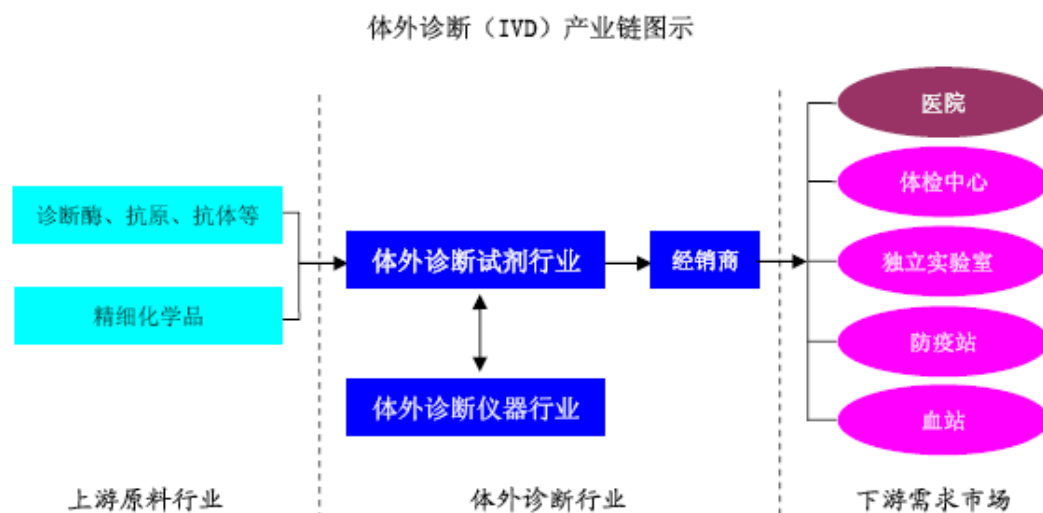 体外诊断（IVD）产业链图示
医院
体检中心
诊断酶、抗原、抗体等
体外诊断试剂行业
经销商
独立实验室
精细化学品
防疫站
体外诊断仪器行业
血站
上游原料行业
体外诊断行业
下游需求市场